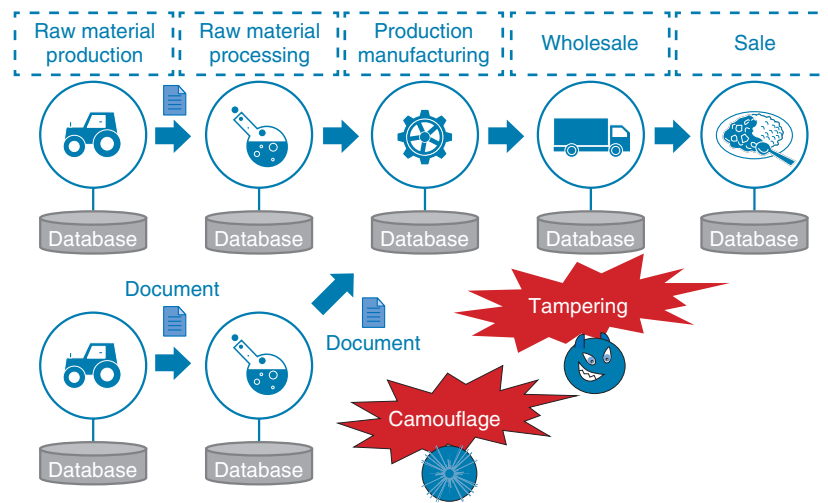 Raw material
production
Raw material
processing
Production
manufacturing
Wholesale
Sale
Database
Database
Database
Database
Database
Document
Tampering
Document
Camouflage
Database
Database